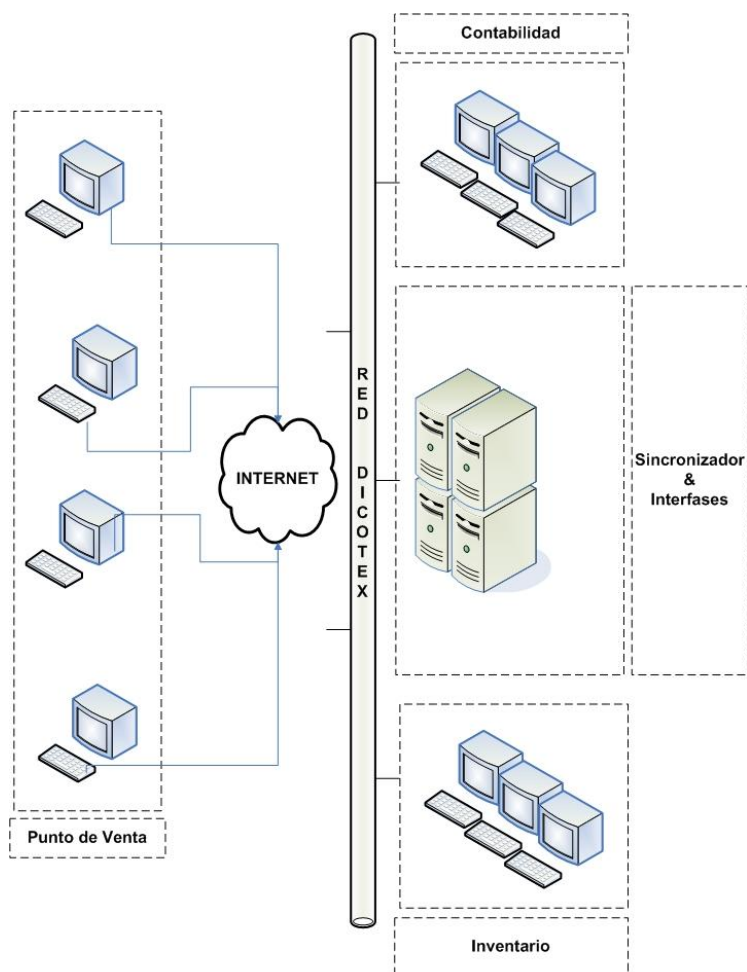 Contabilidad
RED DICOTEX
INTERNET
Sincronizador
&
Interfases
Punto de Venta
Inventario